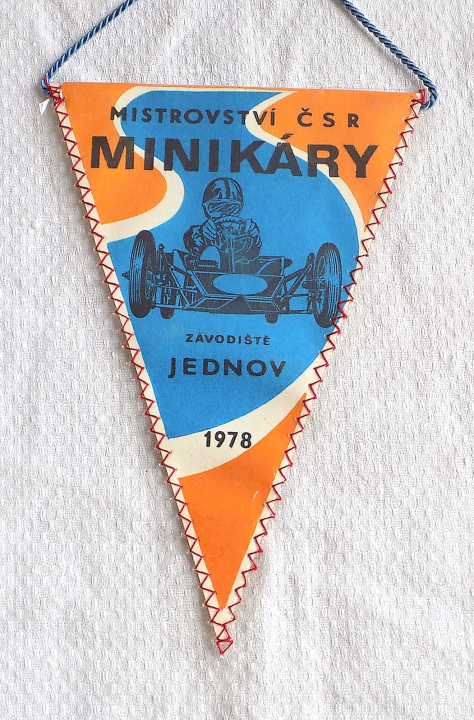 MISTROVSTVÍ ČSR
MINIKÁRY
ZÁVODIŠTĚ
JEDNOV
1978